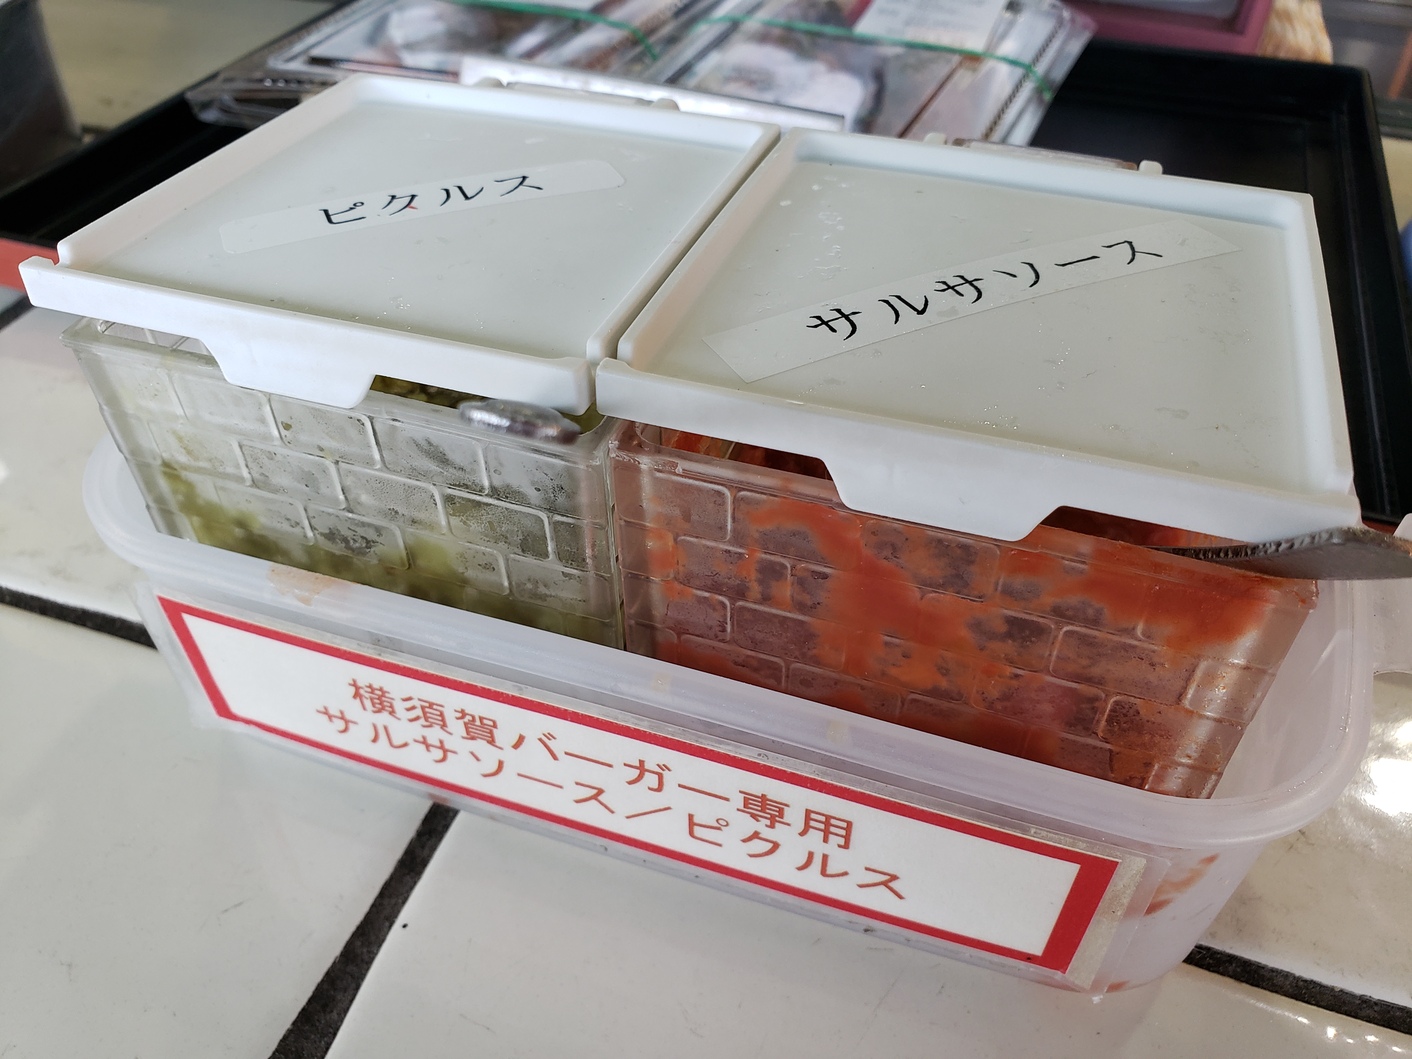 ピクルス
サルサソース
横須賀バーガー専用
サルサソース／ピクルス